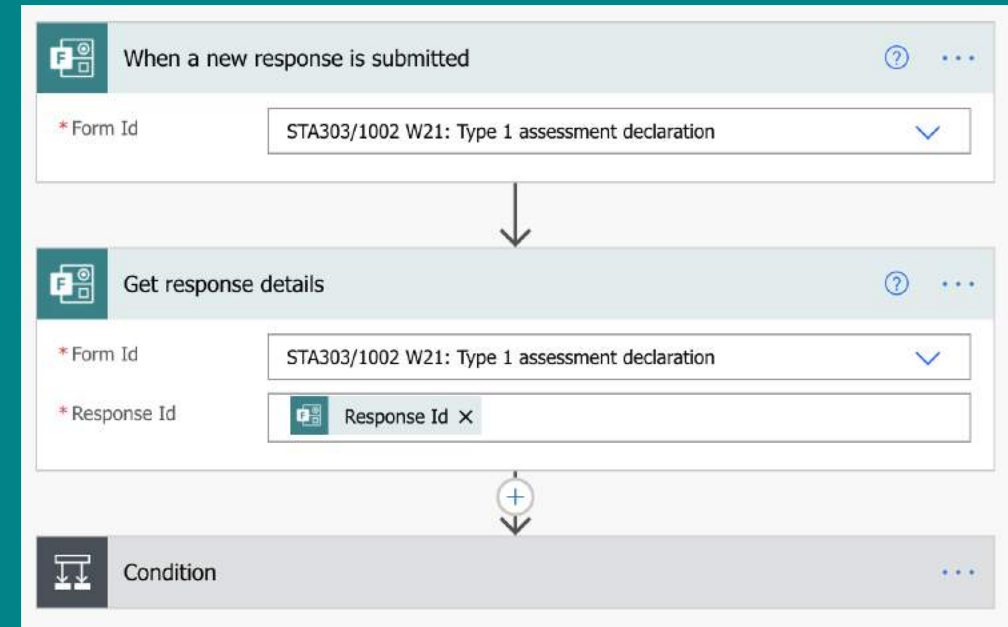 When a new response is submitted
* Form Id
STA303/1002 W21: Type 1 assessment declaration
Get response details
* Form Id
STA303/1002 W21: Type 1 assessment declaration
* Response Id
Response Id ×
Condition